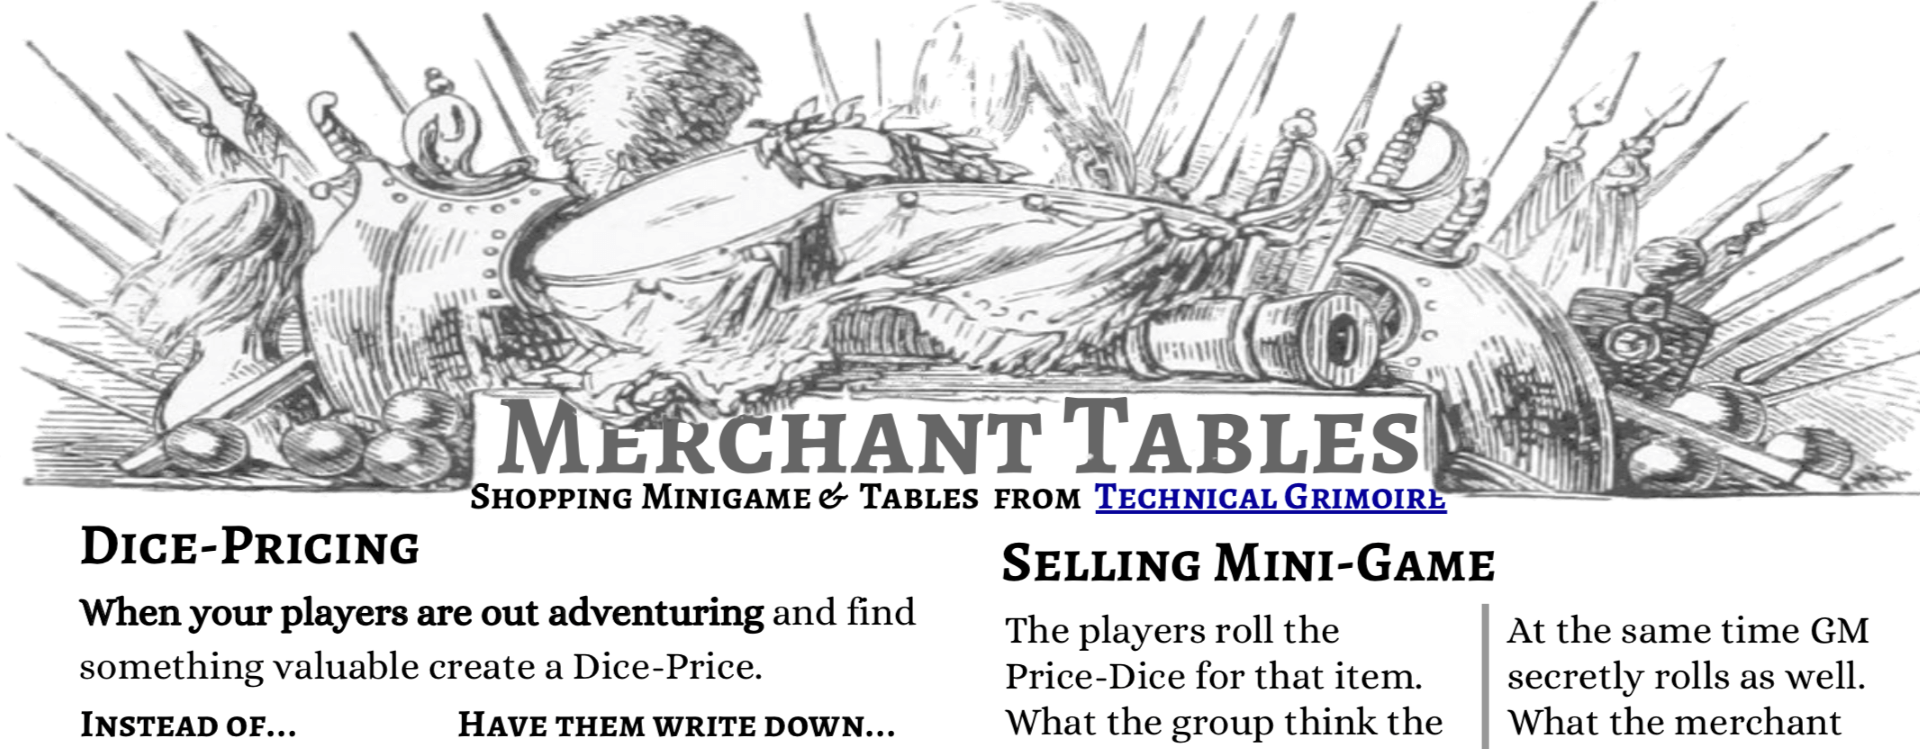 Merchant Tables
Shopping Minigame & Tables from Technical Grimoire
Dice-Pricing
When your players are out adventuring and find
something valuable create a Dice-Price.
Instead of...
Have them write down...
Selling Mini-Game
The players roll the
Price-Dice for that item.
What the group think the
At the same time GM
secretly rolls as well.
What the merchant